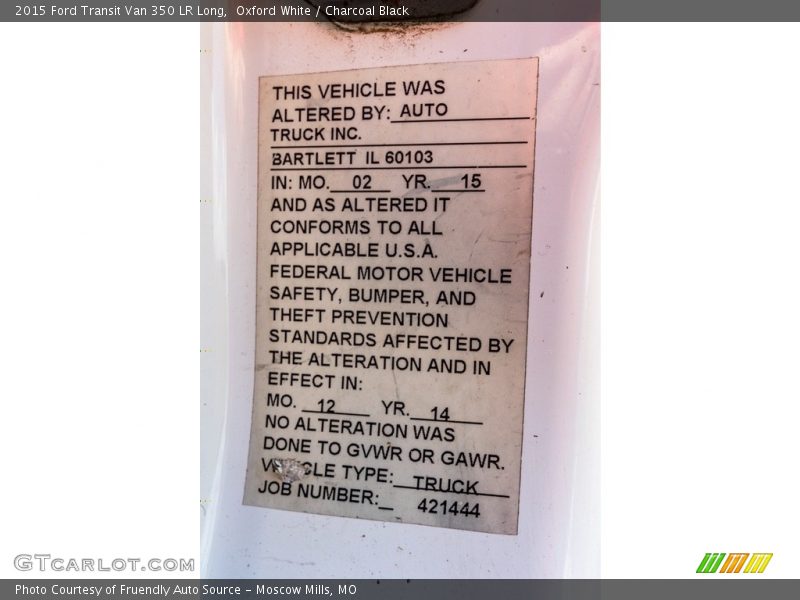 2015 Ford Transit Van 350 LR Long, Oxford White / Charcoal Black
THIS VEHICLE WAS
ALTERED BY: AUTO
TRUCK INC.
BARTLETT IL 60103
IN: MO. 02 YR. 15
AND AS ALTERED IT
CONFORMS TO ALL
APPLICABLE U.S.A.
FEDERAL MOTOR VEHICLE
SAFETY, BUMPER, AND
THEFT PREVENTION
STANDARDS AFFECTED BY
THE ALTERATION AND IN
EFFECT IN:
MO. 12 YR. 14
NO ALTERATION WAS
DONE TO GVWR OR GAWR.
TYPE: TRUCK
JOB NUMBER: 421444
GTCARLOT.COM
Photo Courtesy of Fruendly Auto Source - Moscow Mills, MO